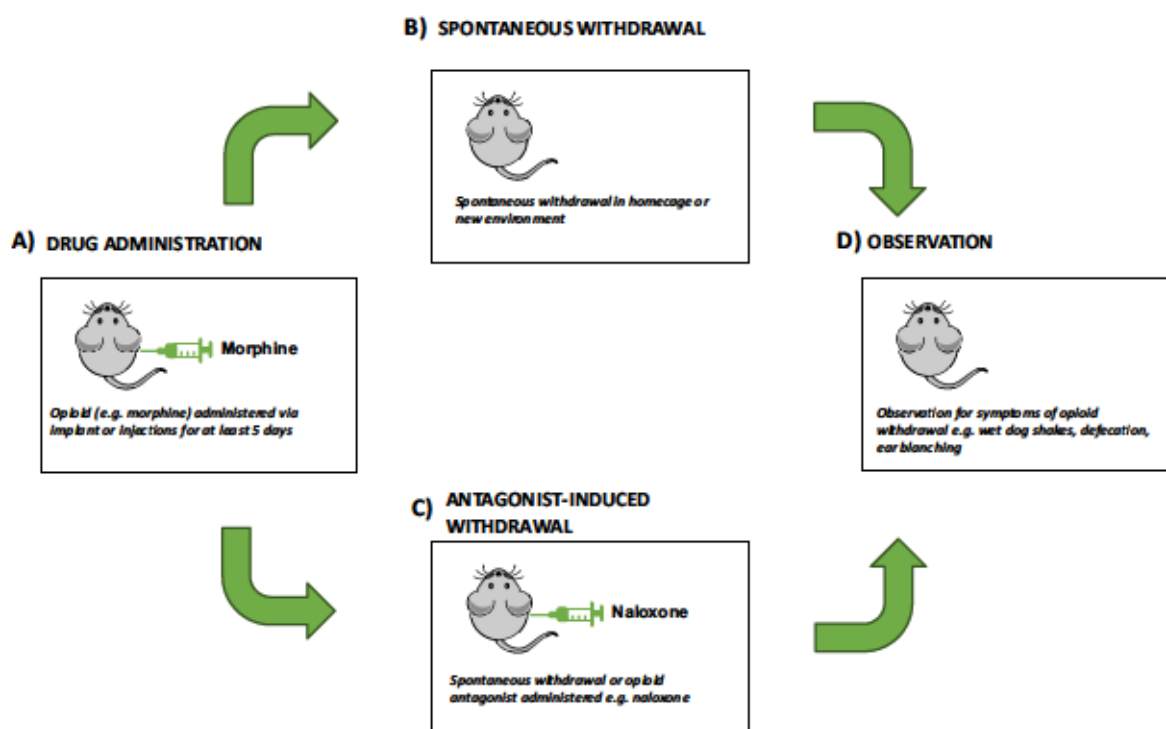 B) SPONTANEOUS WITHDRAWAL
Spontaneous withdrawal in homecage or
new environment
A) DRUG ADMINISTRATION
Morphine
Opioid (e.g. morphine) administered via
implant or injections for at least 5 days
D) OBSERVATION
Observation for symptoms of opioid
withdrawal e.g. wet dog shakes, defecation,
ear blanching
C) ANTAGONIST-INDUCED
WITHDRAWAL
Naloxone
Spontaneous withdrawal or opioid
antagonist administered e.g. naloxone